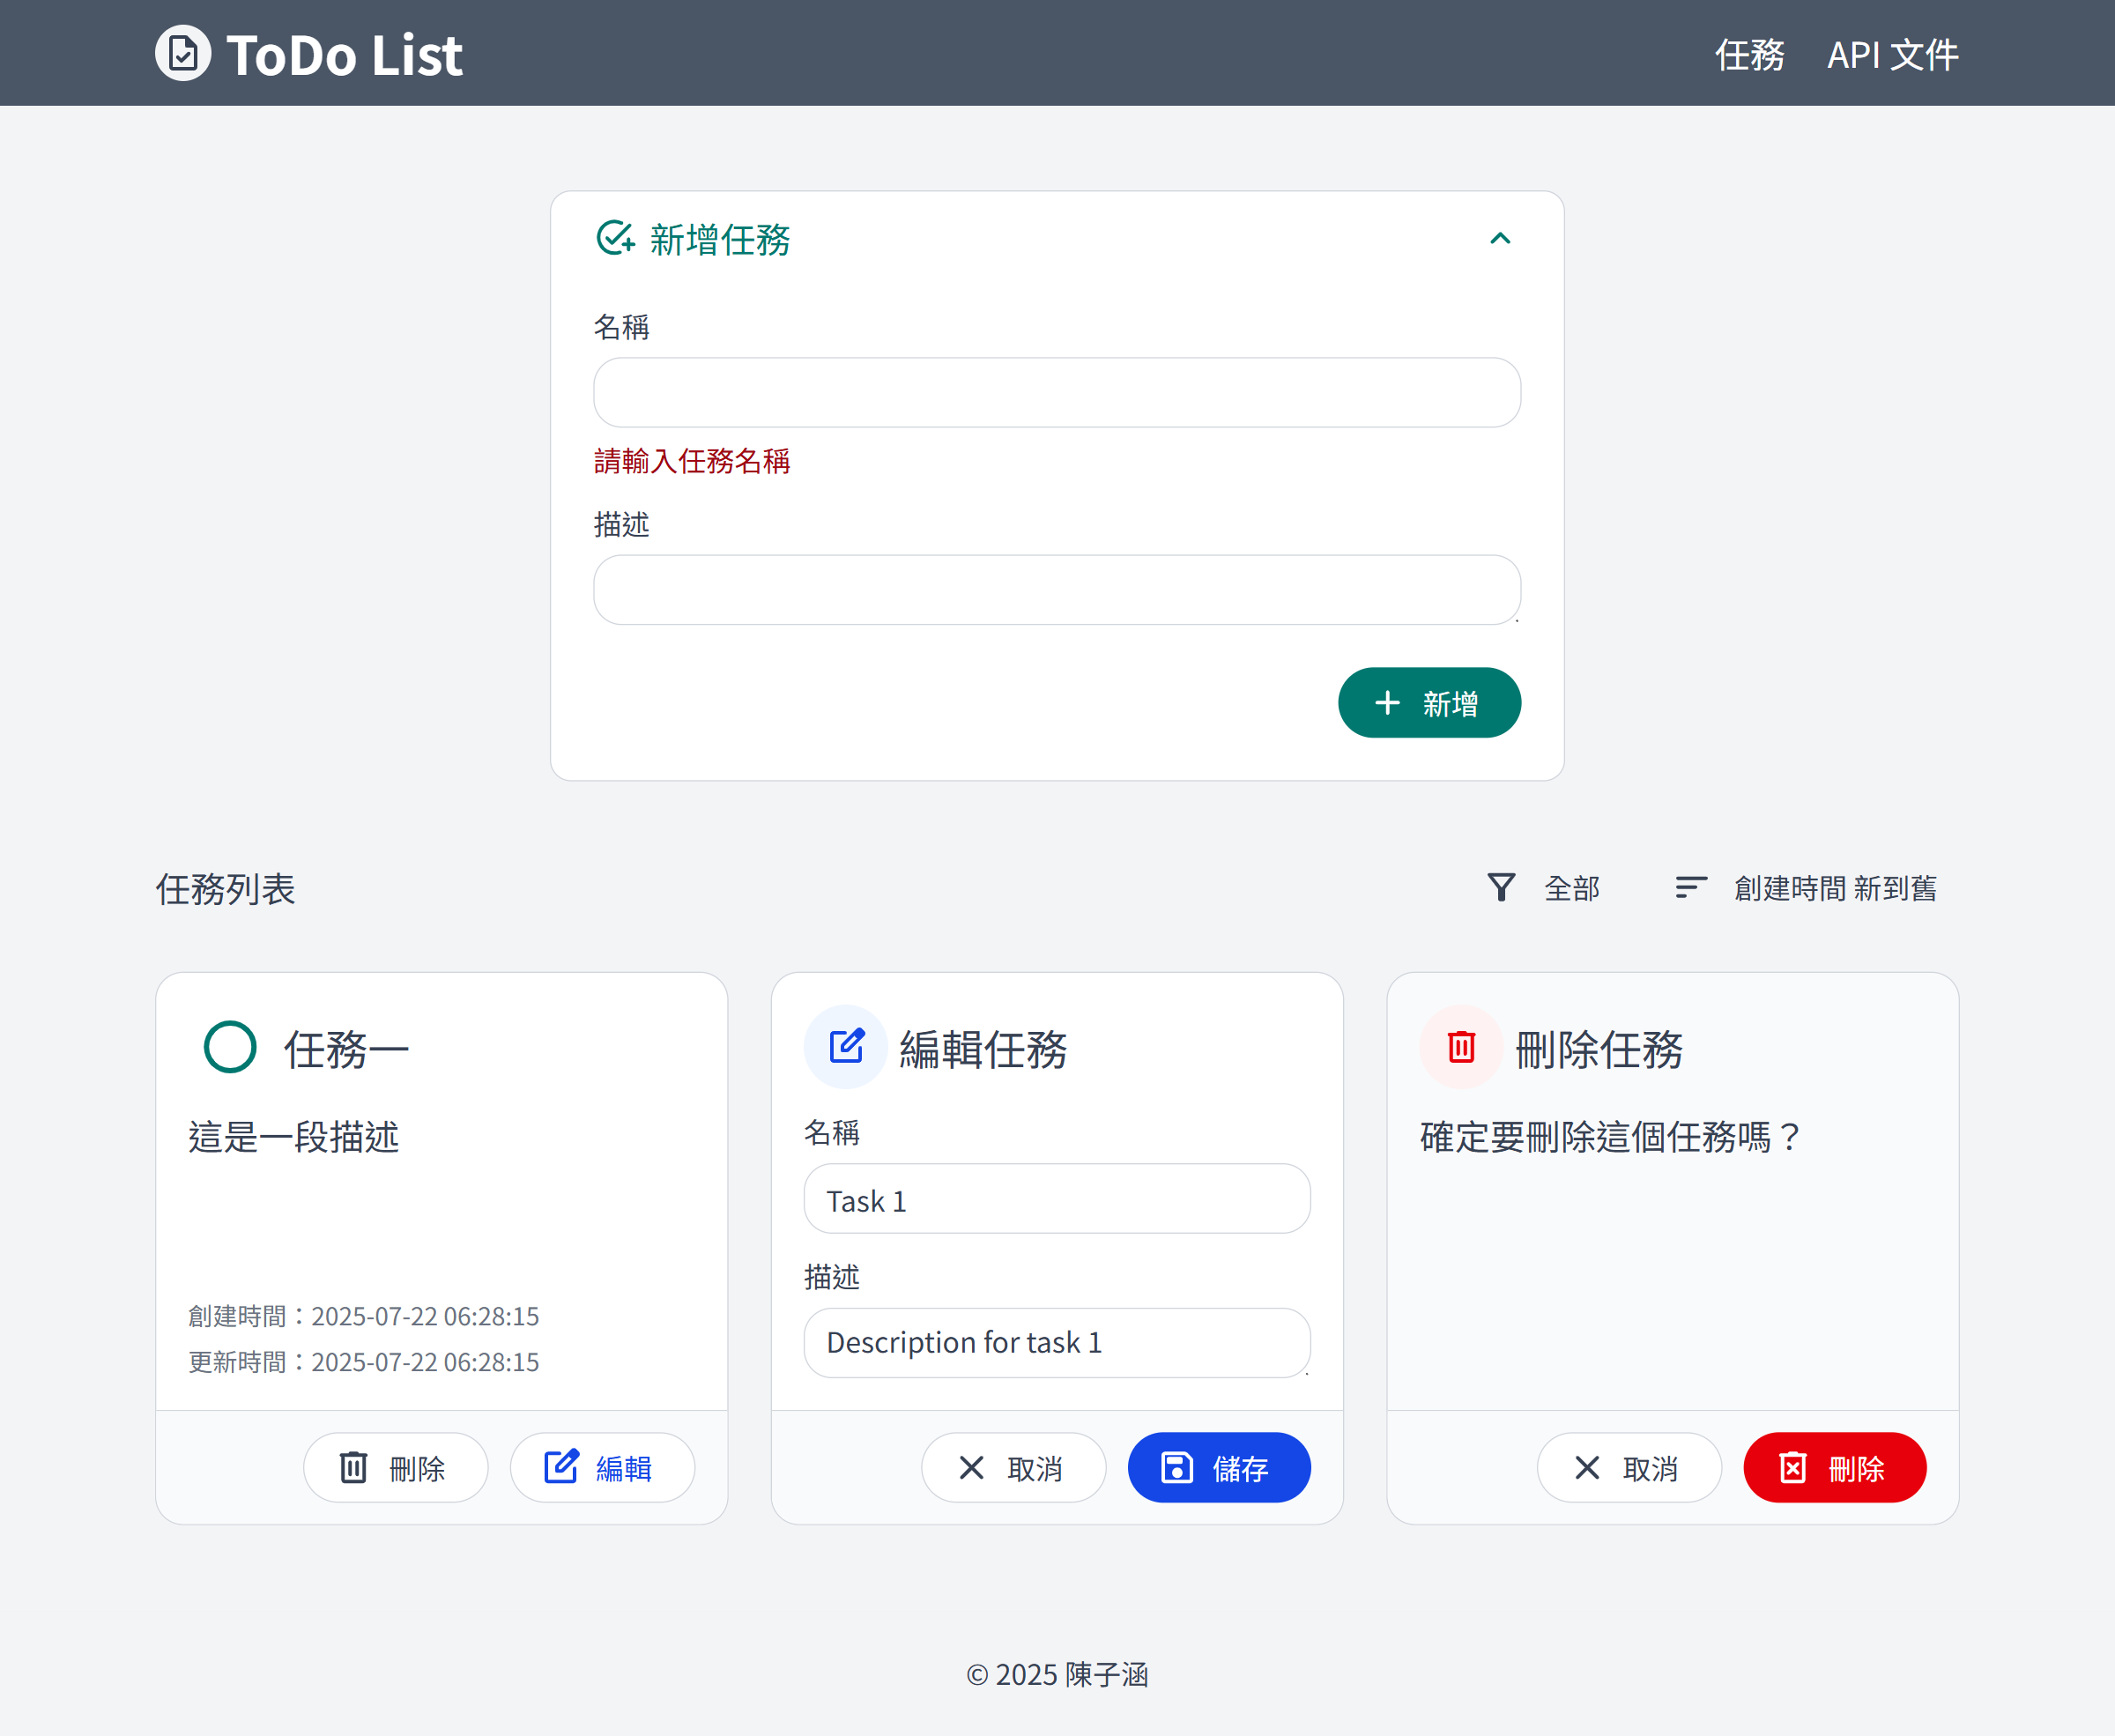 ToDo List
任務 API 文件
新增任務
名稱
請輸入任務名稱
描述
新增
任務列表
全部 創建時間 新到舊
任務一
這是一段描述
創建時間：2025-07-22 06:28:15
更新時間：2025-07-22 06:28:15
刪除 編輯
編輯任務
名稱
Task 1
描述
Description for task 1
取消 儲存
刪除任務
確定要刪除這個任務嗎？
取消 刪除
© 2025 陳子涵